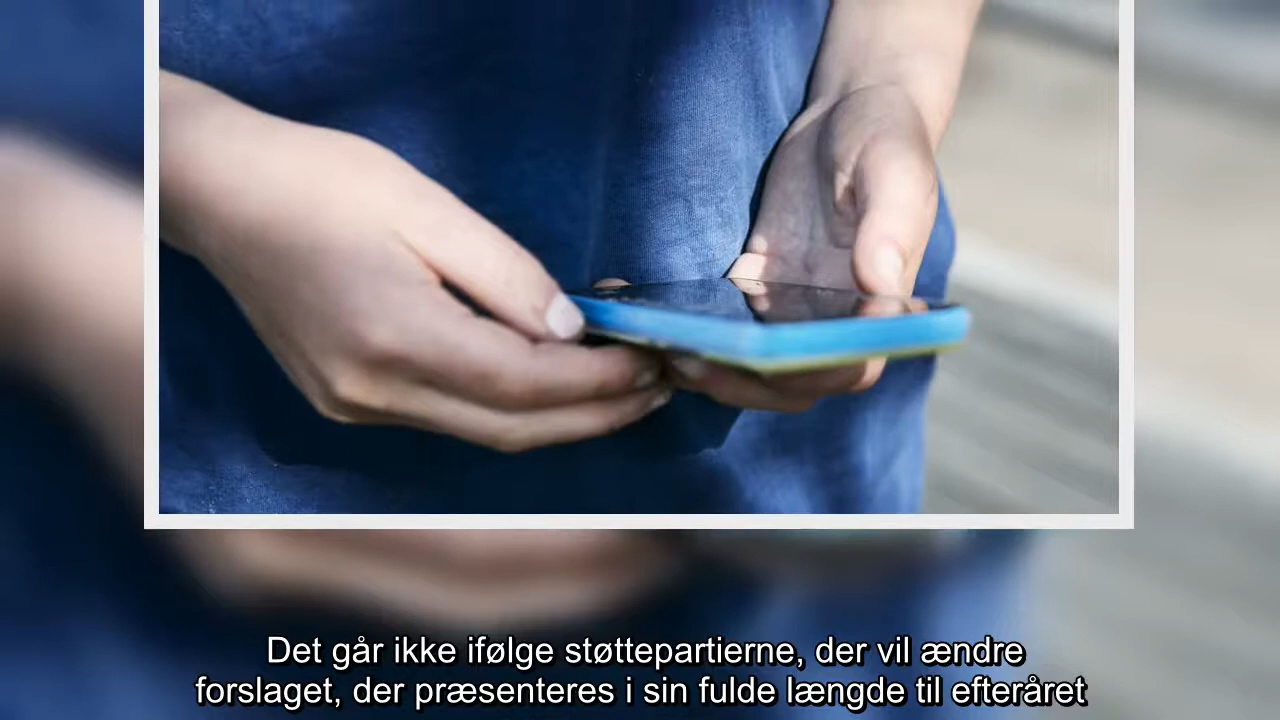 Det går ikke ifølge støttepartierne, der vil ændre
forslaget, der præsenteres i sin fulde længde til efteråret